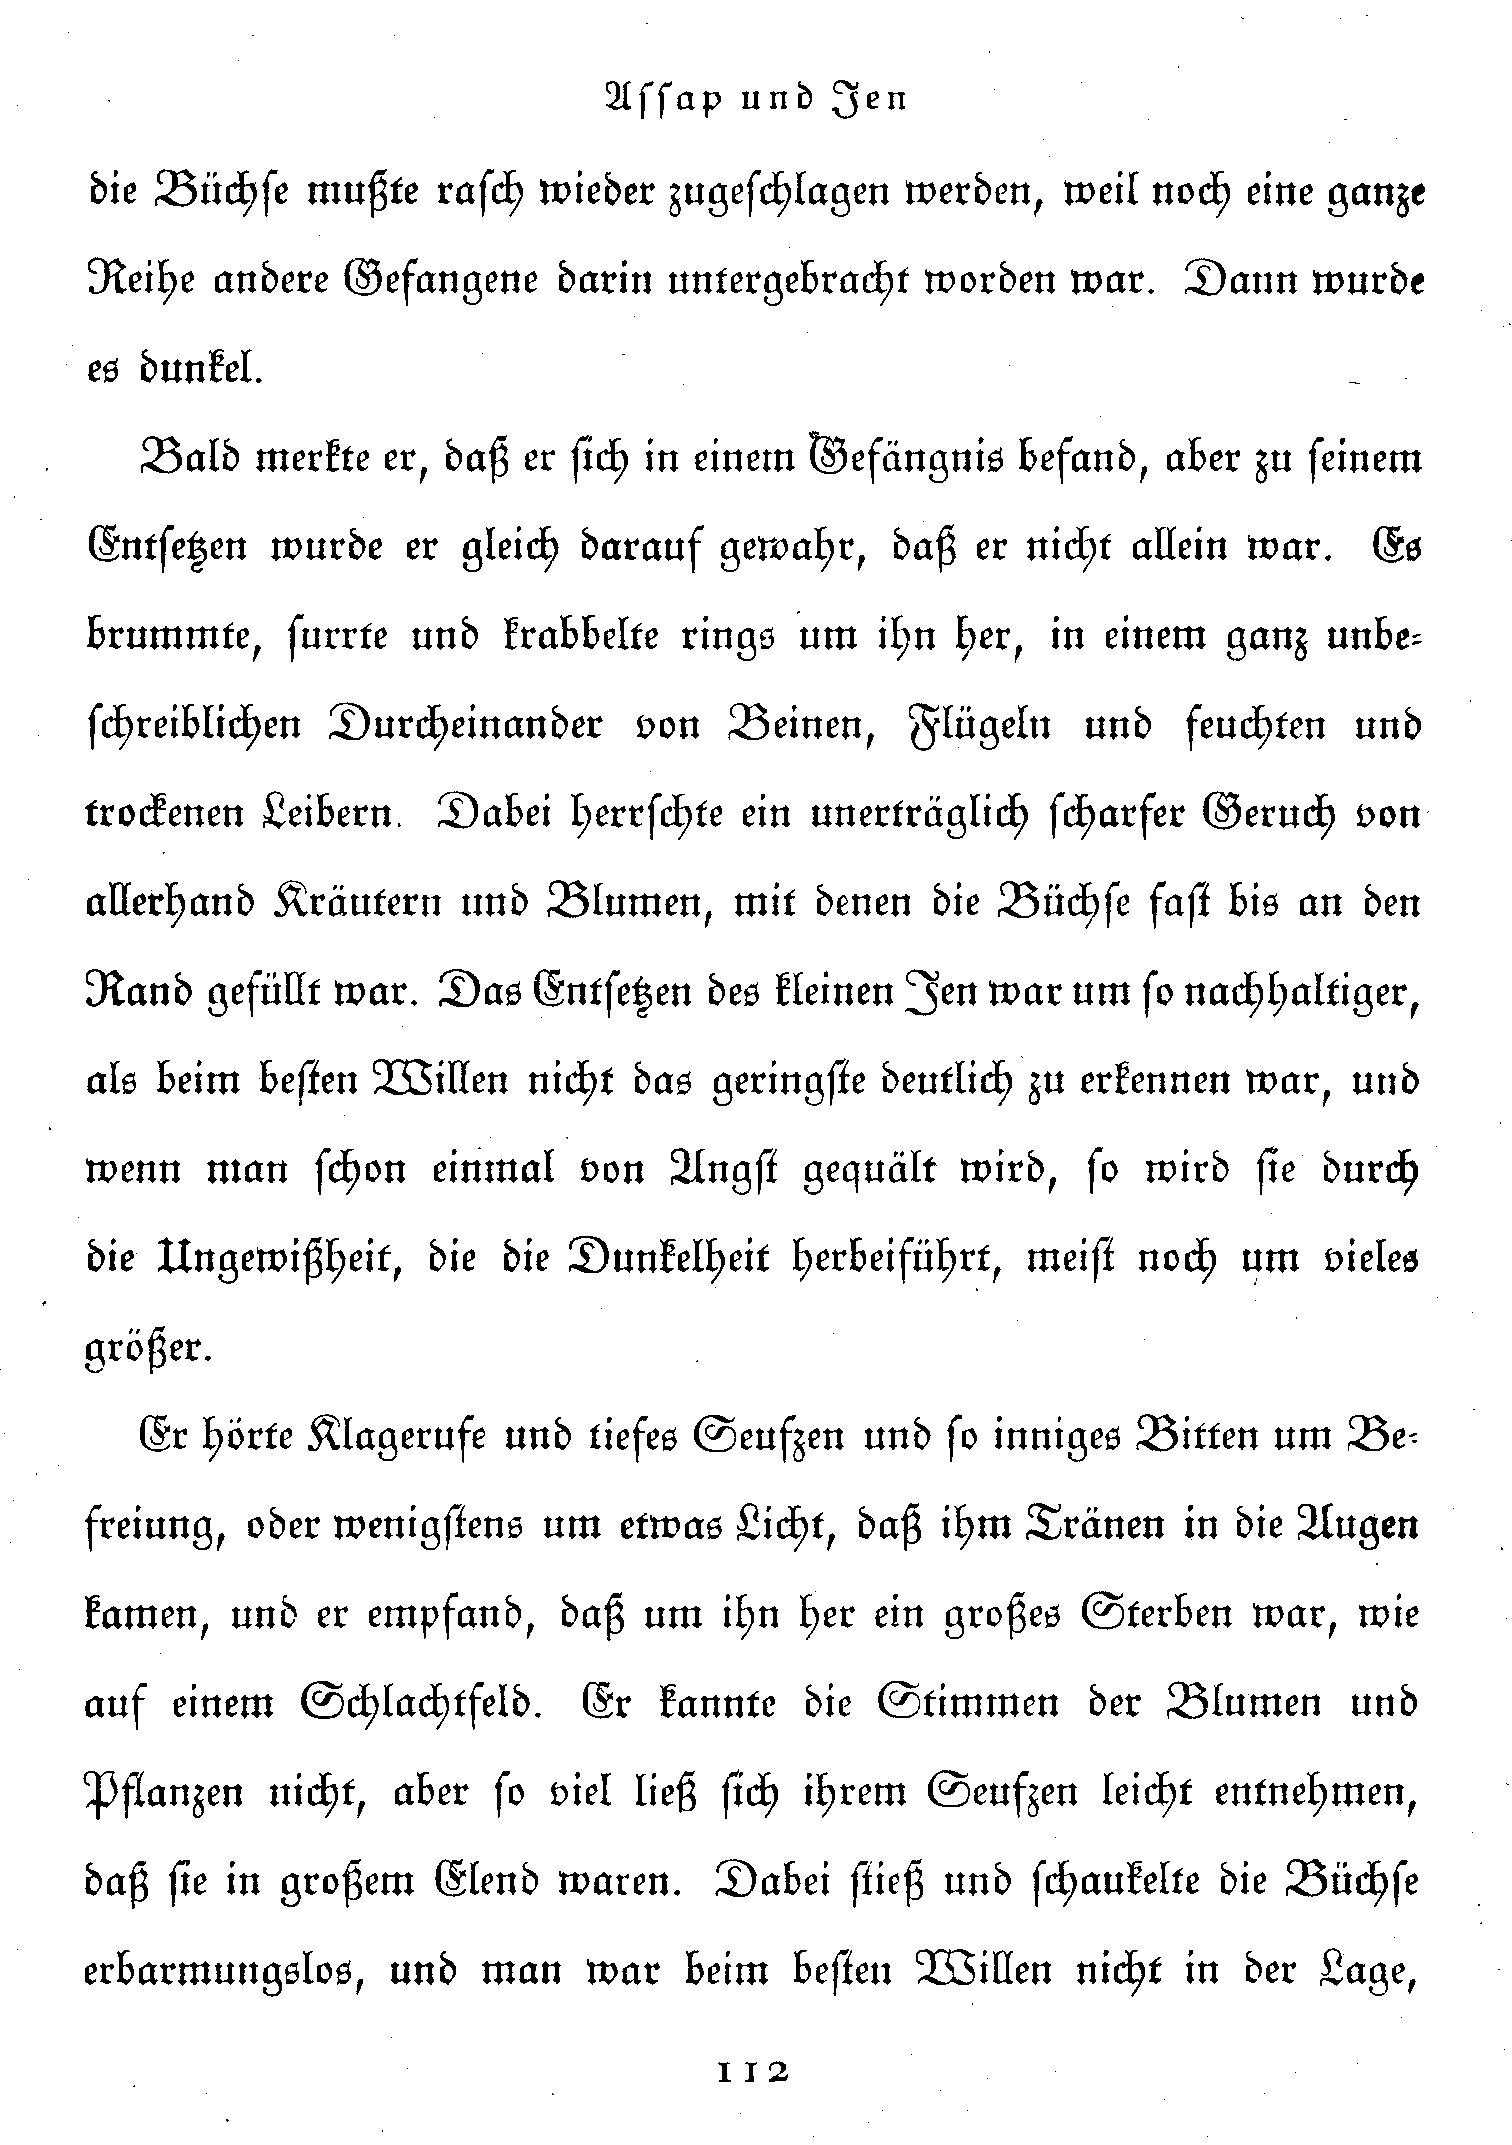 Assap und Jen
die Büchse mußte rasch wieder zugeschlagen werden, weil noch eine ganze
Reihe andere Gefangene darin untergebracht worden war. Dann wurde
es dunkel.
Bald merkte er, daß er sich in einem Gefängnis befand, aber zu seinem
Entsetzen wurde er gleich darauf gewahr, daß er nicht allein war. Es
brummte, surrte und krabbelte rings um ihn her, in einem ganz unbe-
schreiblichen Durcheinander von Beinen, Flügeln und feuchten und
trockenen Leibern. Dabei herrschte ein unerträglich scharfer Geruch von
allerhand Kräutern und Blumen, mit denen die Büchse fast bis an den
Rand gefüllt war. Das Entsetzen des kleinen Jen war um so nachhaltiger,
als beim besten Willen nicht das geringste deutlich zu erkennen war, und
wenn man schon einmal von Angst gequält wird, so wird sie durch
die Ungewißheit, die die Dunkelheit herbeiführt, meist noch um vieles
größer.
Er hörte Klagerufe und tiefes Seufzen und so inniges Bitten um Be-
freiung, oder wenigstens um etwas Licht, daß ihm Tränen in die Augen
kamen, und er empfand, daß um ihn her ein großes Sterben war, wie
auf einem Schlachtfeld. Er kannte die Stimmen der Blumen und
Pflanzen nicht, aber so viel ließ sich ihrem Seufzen leicht entnehmen,
daß sie in großem Elend waren. Dabei stieß und schaukelte die Büchse
erbarmungslos, und man war beim besten Willen nicht in der Lage,
112